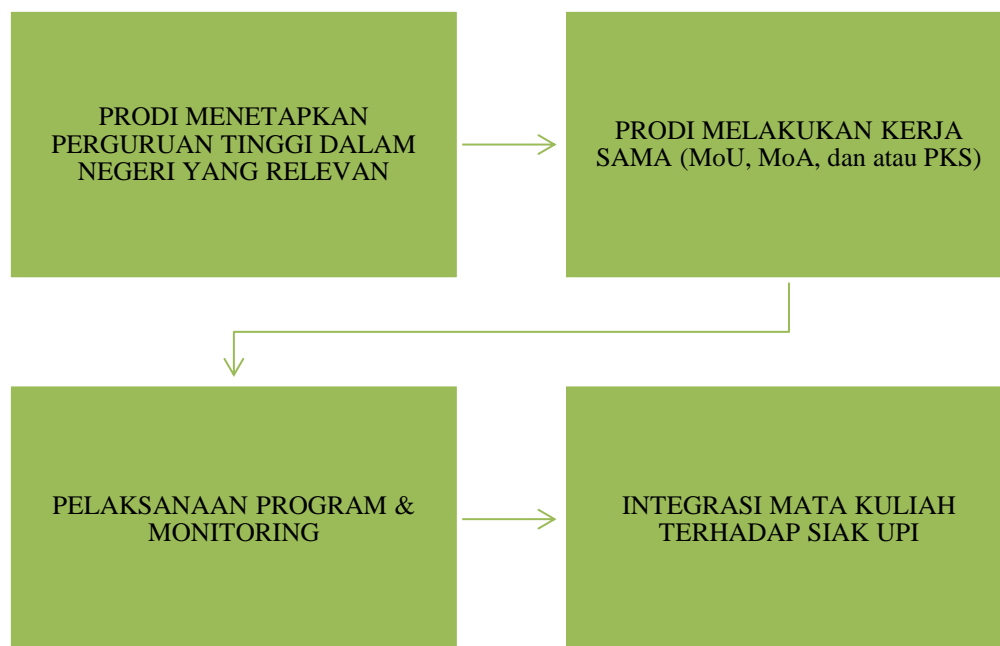 PRODI MENETAPKAN
PERGURUAN TINGGI DALAM
NEGERI YANG RELEVAN
PRODI MELAKUKAN KERJA
SAMA (MoU, MoA, dan atau PKS)
PELAKSANAAN PROGRAM &
MONITORING
INTEGRASI MATA KULIAH
TERHADAP SIAK UPI